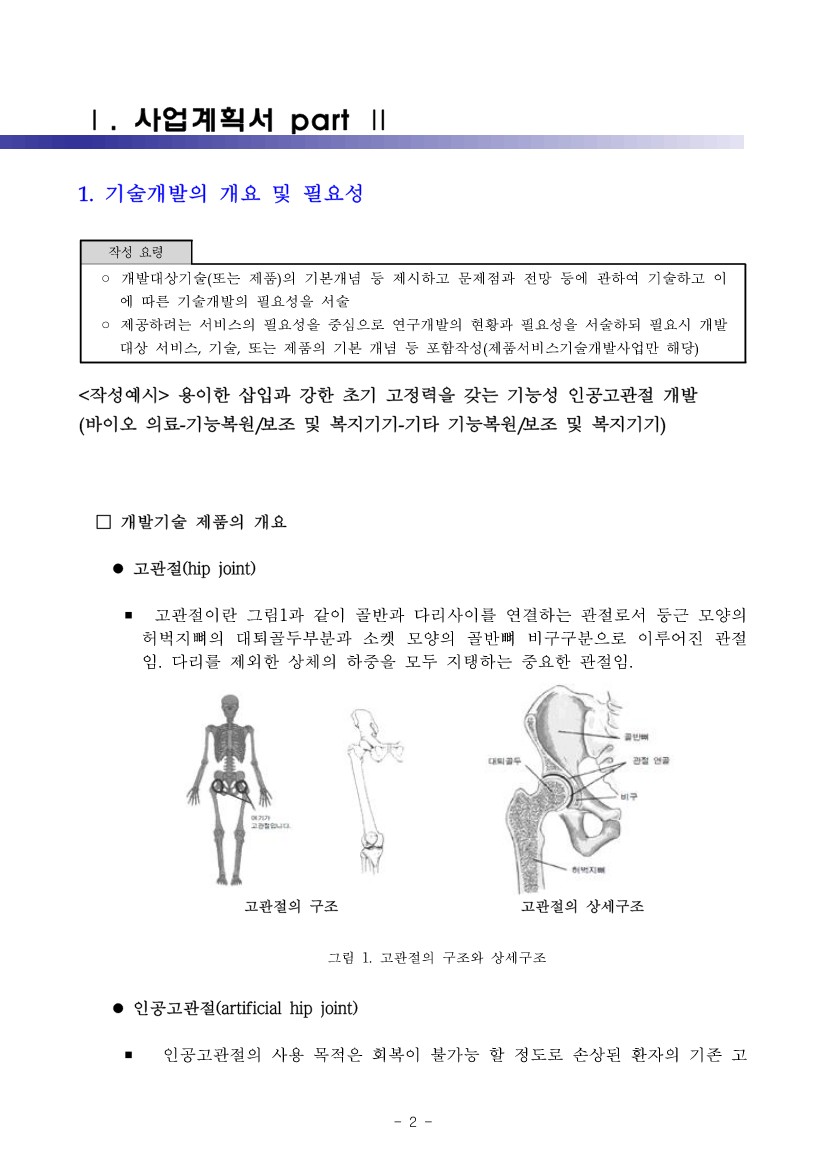 Ⅰ. 사업계획서 part Ⅱ
1. 기술개발의 개요 및 필요성
작성 요령
○ 개발대상기술(또는 제품)의 기본개념 등 제시하고 문제점과 전망 등에 관하여 기술하고 이
에 따른 기술개발의 필요성을 서술
○ 제공하려는 서비스의 필요성을 중심으로 연구개발의 현황과 필요성을 서술하되 필요시 개발
대상 서비스, 기술, 또는 제품의 기본 개념 등 포함작성(제품서비스기술개발사업만 해당)
<작성예시> 용이한 삽입과 강한 초기 고정력을 갖는 기능성 인공고관절 개발
(바이오 의료-기능복원/보조 및 복지기기-기타 기능복원/보조 및 복지기기)
□ 개발기술 제품의 개요
● 고관절(hip joint)
▪ 고관절이란 그림1과 같이 골반과 다리사이를 연결하는 관절로서 둥근 모양의
허벅지뼈의 대퇴골두부분과 소켓 모양의 골반뼈 비구구분으로 이루어진 관절
임. 다리를 제외한 상체의 하중을 모두 지탱하는 중요한 관절임.
골반뼈
대퇴골두
관절 연골
비구
여기가
고관절입니다.
허벅지뼈
고관절의 구조
고관절의 상세구조
그림 1. 고관절의 구조와 상세구조
● 인공고관절(artificial hip joint)
▪ 인공고관절의 사용 목적은 회복이 불가능 할 정도로 손상된 환자의 기존 고
- 2 -